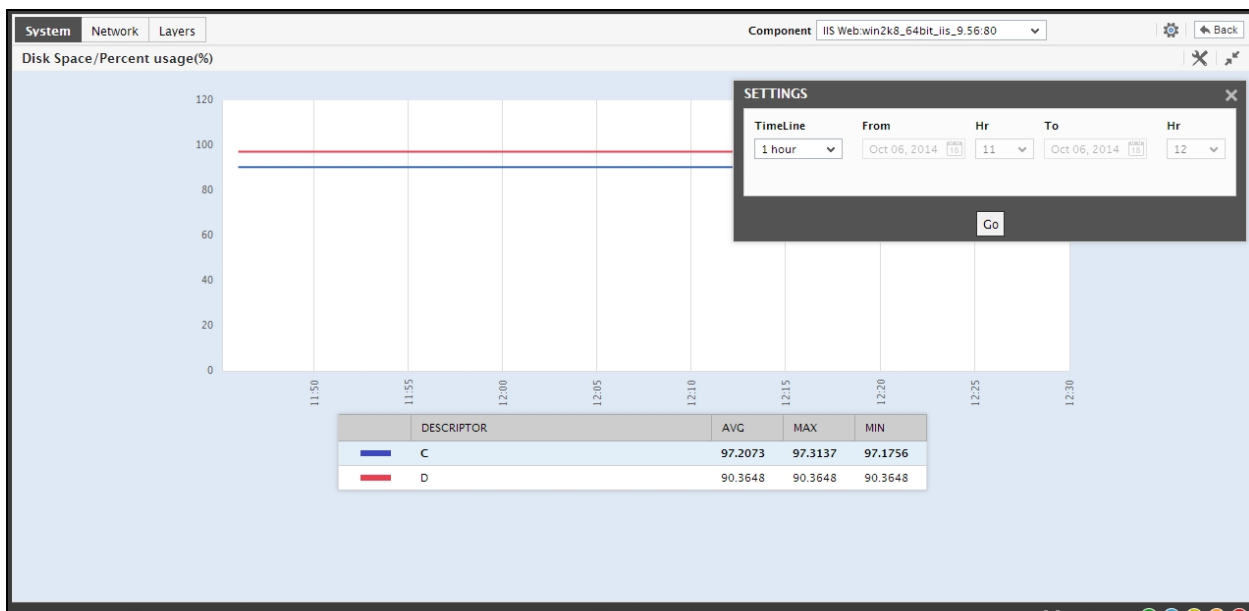 System Network Layers Component IIS Web:win2k8_64bit_iis_9.56:80 Back
Disk Space/Percent usage(%)
SETTINGS
TimeLine From Hr To Hr
1 hour Oct 06, 2014 11 Oct 06, 2014 12
Go
120
100
80
60
40
20
0
11:50 11:55 12:00 12:05 12:10 12:15 12:20 12:25 12:30
DESCRIPTOR AVG MAX MIN
C 97.2073 97.3137 97.1756
D 90.3648 90.3648 90.3648